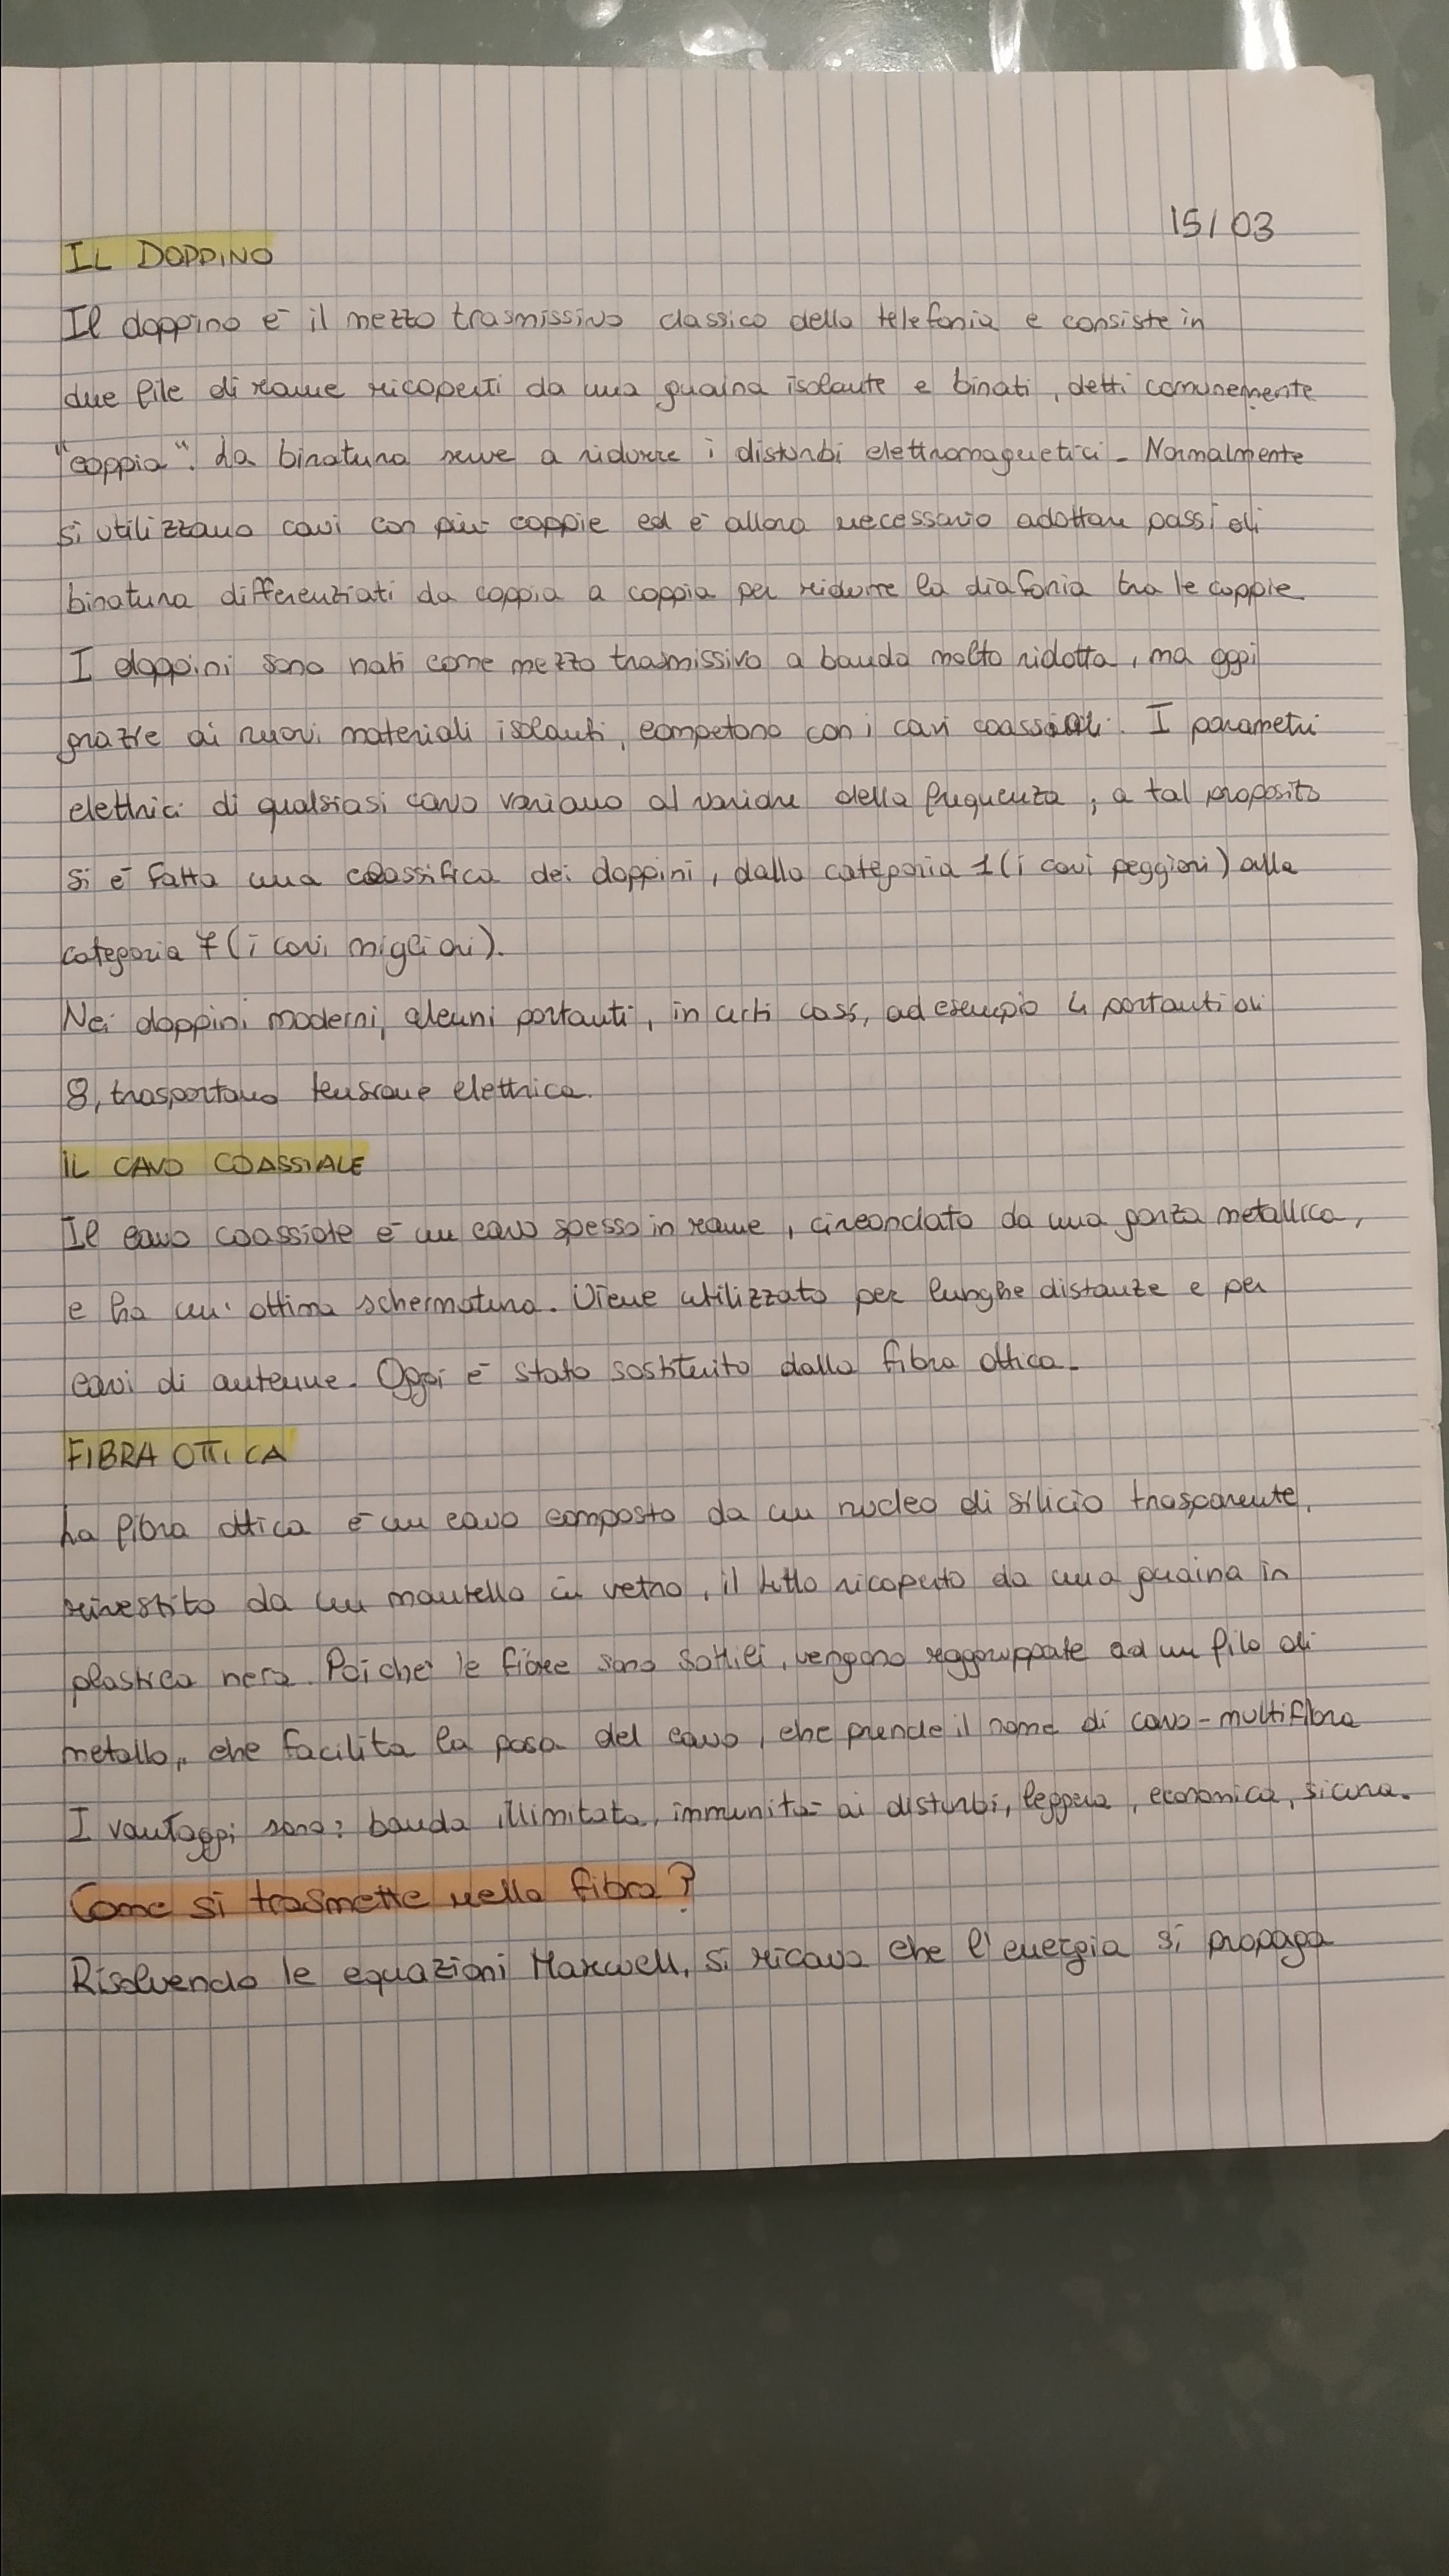 15/03
IL DOPPINO
Il doppino è il mezzo trasmissivo classico della telefonia e consiste in
due file di rame ricoperti da una guaina isolante e binati, detti comunemente
"coppia". La binatura serve a ridurre i disturbi elettromagnetici. Normalmente
si utilizzano cavi con più coppie ed è allora necessario adottare passi di
binatura differenziati da coppia a coppia per ridurre la diafonia tra le coppie.
I doppini sono nati come mezzo trasmissivo a banda molto ridotta, ma oggi
grazie ai nuovi materiali isolanti, competono con i cavi coassiali. I parametri
elettrici di qualsiasi cavo variano al variare della frequenza, a tal proposito
si è fatta una classifica dei doppini, dalla categoria 1 (i cavi peggiori) alla
categoria 7 (i cavi migliori).
Nei doppini moderni, alcuni portanti, in certi casi, ad esempio 4 portanti di
8, trasportano tensione elettrica.
IL CAVO COASSIALE
Il cavo coassiale è un cavo spesso in rame, circondato da una garza metallica,
e ha un'ottima schermatura. Viene utilizzato per lunghe distanze e per
cavi di antenne. Oggi è stato sostituito dalla fibra ottica.
FIBRA OTTICA
La fibra ottica è un cavo composto da un nucleo di silicio trasparente,
rivestito da un mantello in vetro, il tutto ricoperto da una guaina in
plastica nera. Poiché le fibre sono sottili, vengono raggruppate ad un filo di
metallo, che facilita la posa del cavo, che prende il nome di cavo-multifibra
I vantaggi sono: banda illimitata, immunità ai disturbi, leggera, economica, sicura.
Come si trasmette nella fibra?
Risolvendo le equazioni Maxwell, si ricava che l'energia si propaga